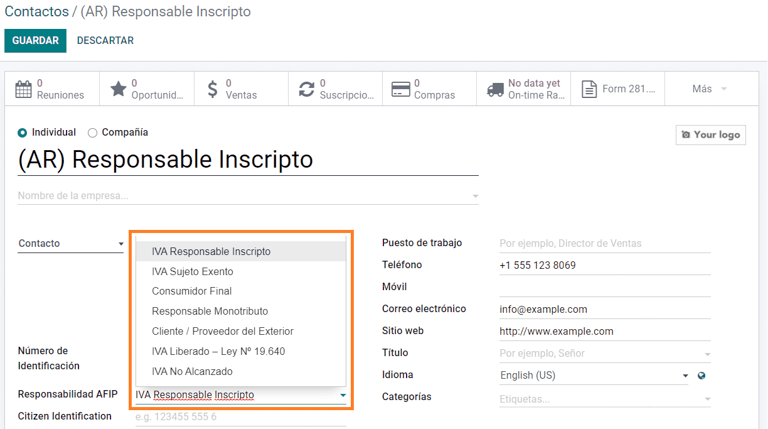 Contactos / (AR) Responsable Inscripto
GUARDAR DESCARTAR
0 Reuniones
0 Oportunid...
0 Ventas
0 Suscripcio...
0 Compras
No data yet On-time Ra...
Form 281....
Más
Individual Compañía
Your logo
(AR) Responsable Inscripto
Nombre de la empresa...
Contacto
IVA Responsable Inscripto
IVA Sujeto Exento
Consumidor Final
Responsable Monotributo
Cliente / Proveedor del Exterior
IVA Liberado – Ley Nº 19.640
IVA No Alcanzado
Número de
Identificación
Responsabilidad AFIP IVA Responsable Inscripto
Citizen Identification e.g. 123455 555 6
Puesto de trabajo Por ejemplo, Director de Ventas
Teléfono +1 555 123 8069
Móvil
Correo electrónico info@example.com
Sitio web http://www.example.com
Título Por ejemplo, Señor
Idioma English (US)
Categorías Etiquetas...